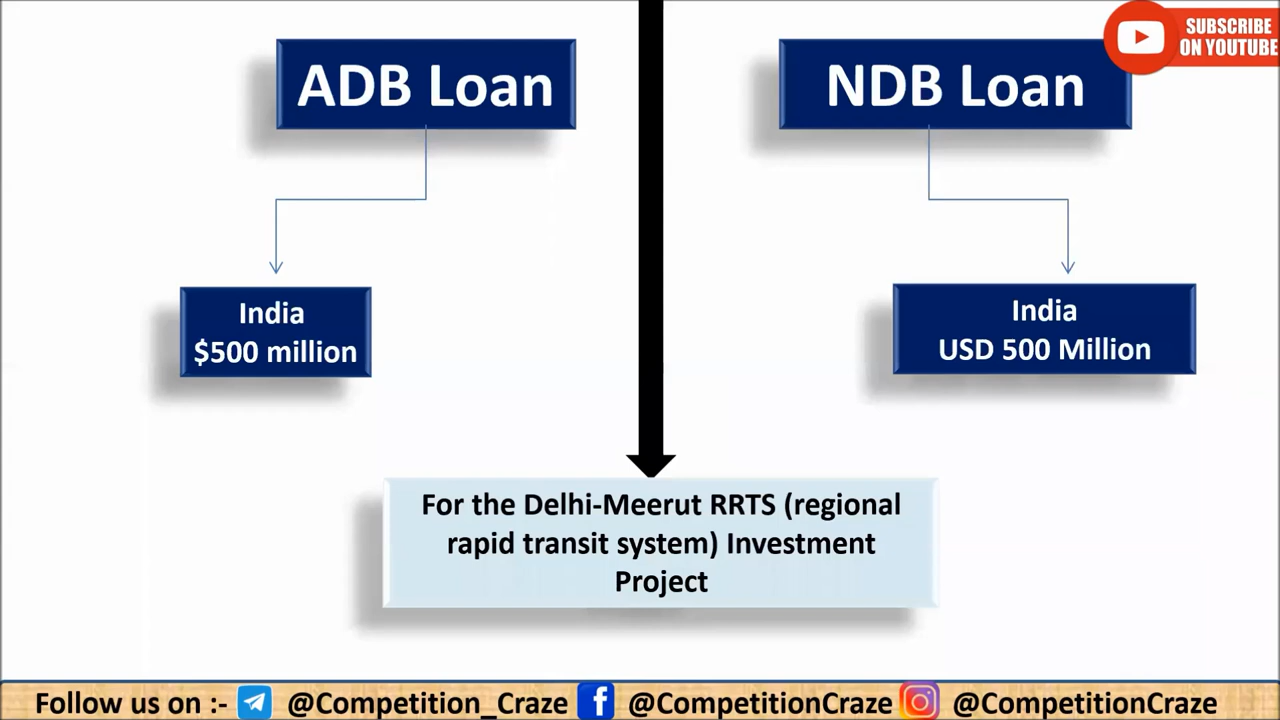 SUBSCRIBE
ON YOUTUBE
ADB Loan
NDB Loan
India
$500 million
India
USD 500 Million
For the Delhi-Meerut RRTS (regional
rapid transit system) Investment
Project
Follow us on :- @Competition_Craze @CompetitionCraze @CompetitionCraze